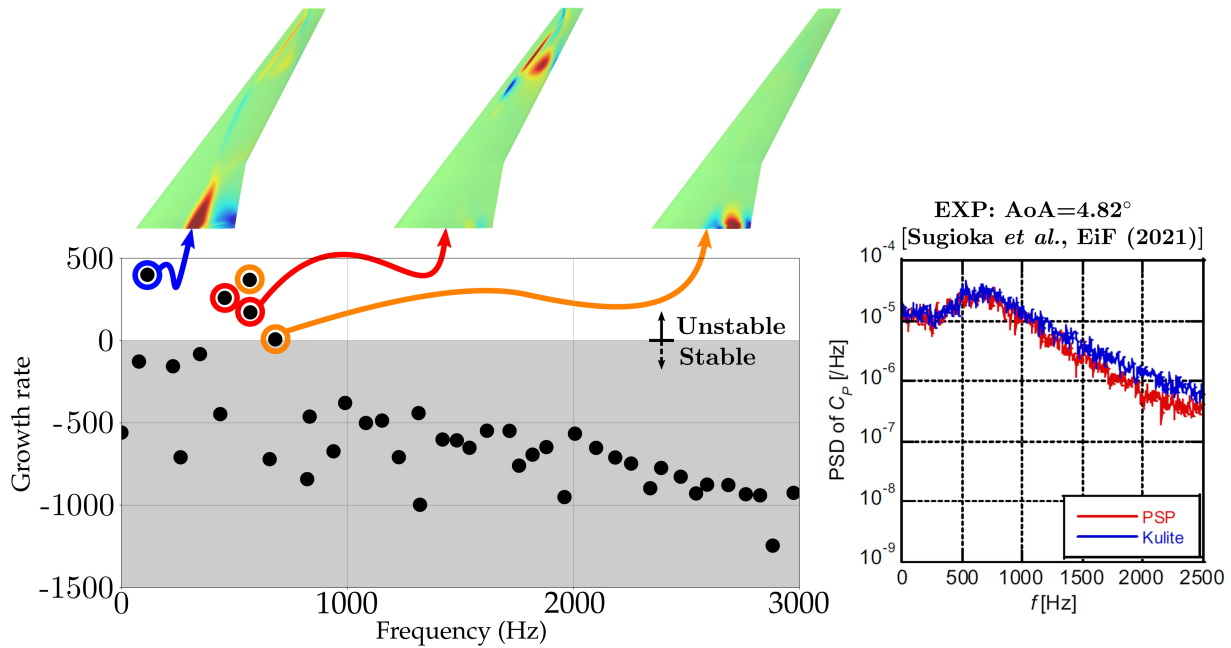 EXP: AoA=4.82°
[Sugioka et al., EiF (2021)]
500
0
-500
-1000
-1500
Growth rate
Unstable
Stable
0
1000
2000
3000
Frequency (Hz)
10-4
10-5
10-6
10-7
10-8
10-9
PSD of CP [/Hz]
PSP
Kulite
0
500
1000
1500
2000
2500
f [Hz]